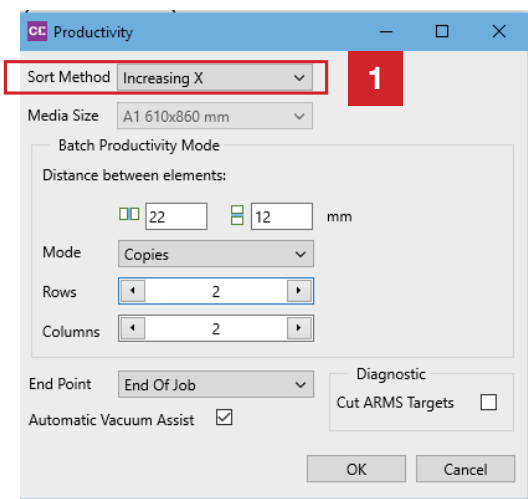 CE Productivity
Sort Method Increasing X
1
Media Size A1 610x860 mm
Batch Productivity Mode
Distance between elements:
22 12 mm
Mode Copies
Rows 2
Columns 2
End Point End Of Job
Diagnostic
Cut ARMS Targets
Automatic Vacuum Assist
OK Cancel